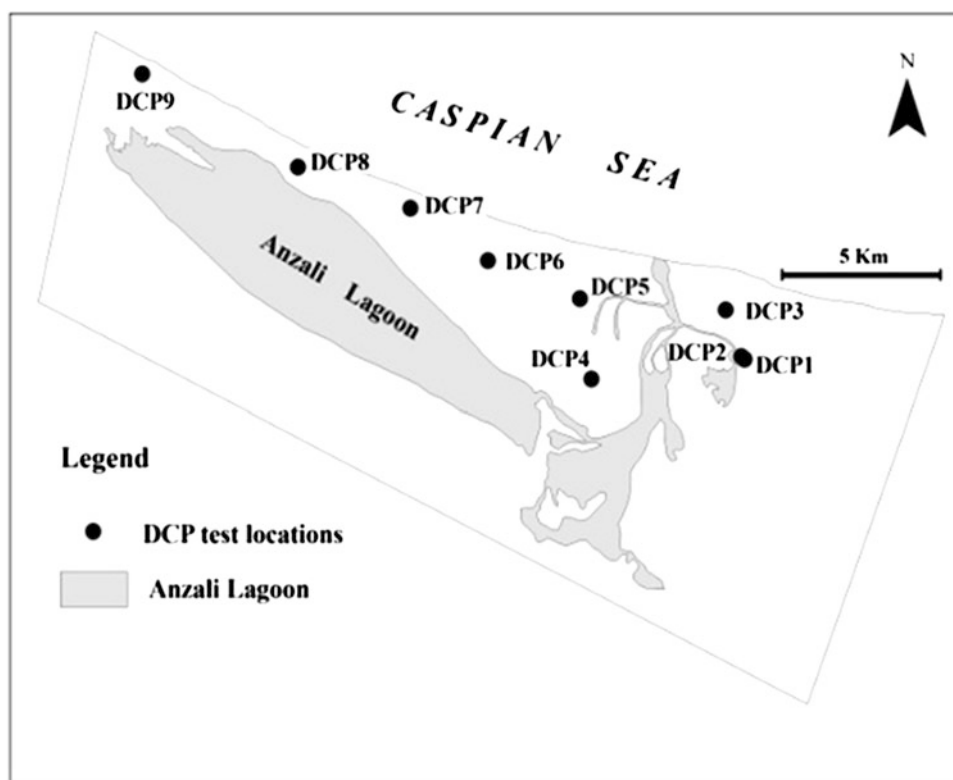 N
CASPIAN SEA
DCP9
DCP8
DCP7
5 Km
Anzali Lagoon
DCP6
DCP5
DCP3
DCP2
DCP1
DCP4
Legend
DCP test locations
Anzali Lagoon